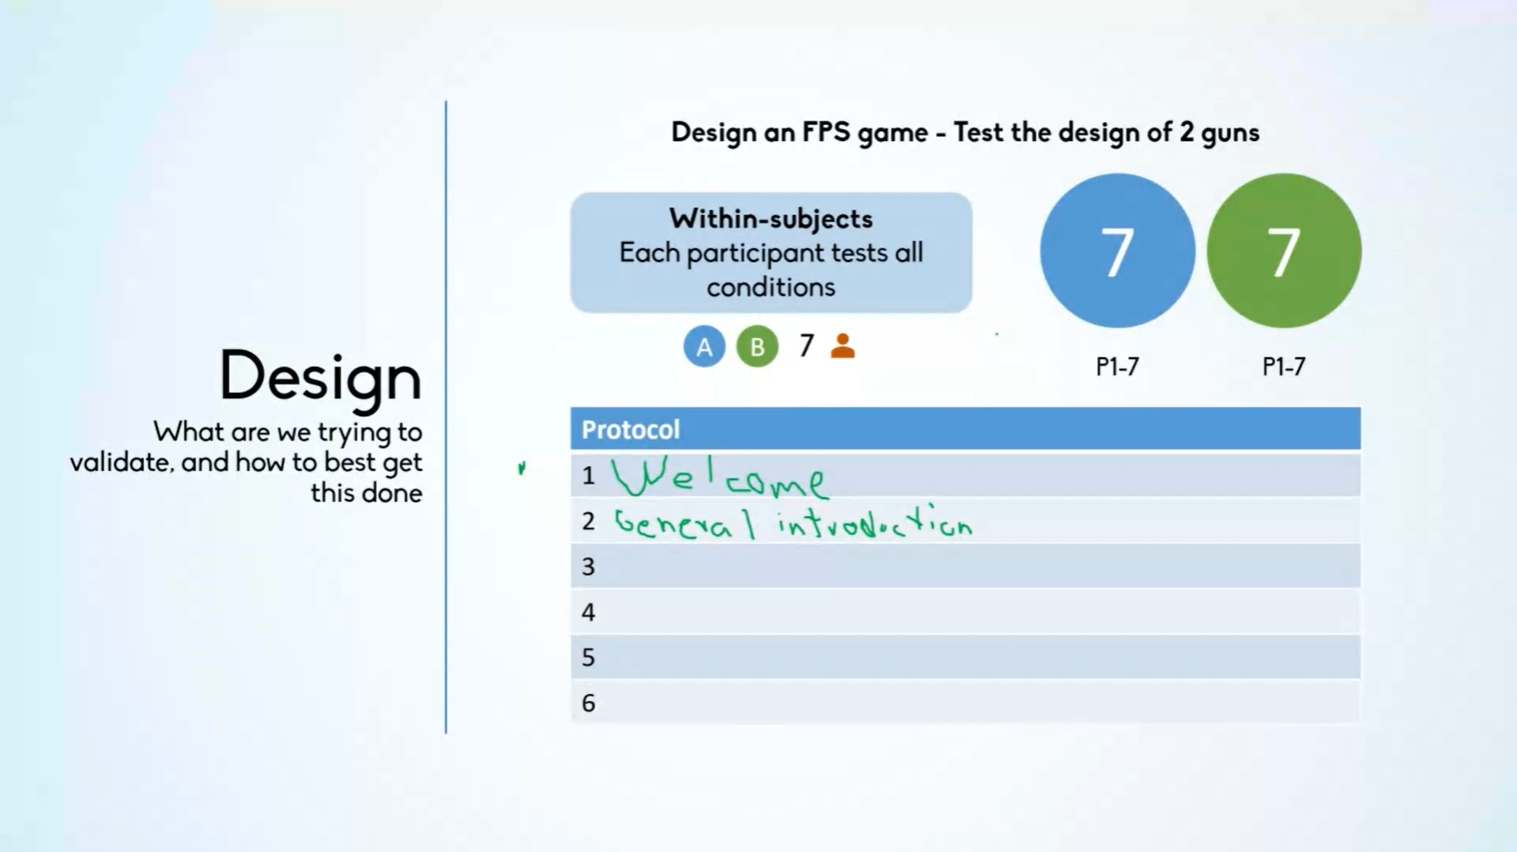 Design
What are we trying to
validate, and how to best get
this done
Design an FPS game - Test the design of 2 guns
Within-subjects
Each participant tests all
conditions
A B 7
7 7
P1-7 P1-7
Protocol
1 Welcome
2 General introduction
3
4
5
6